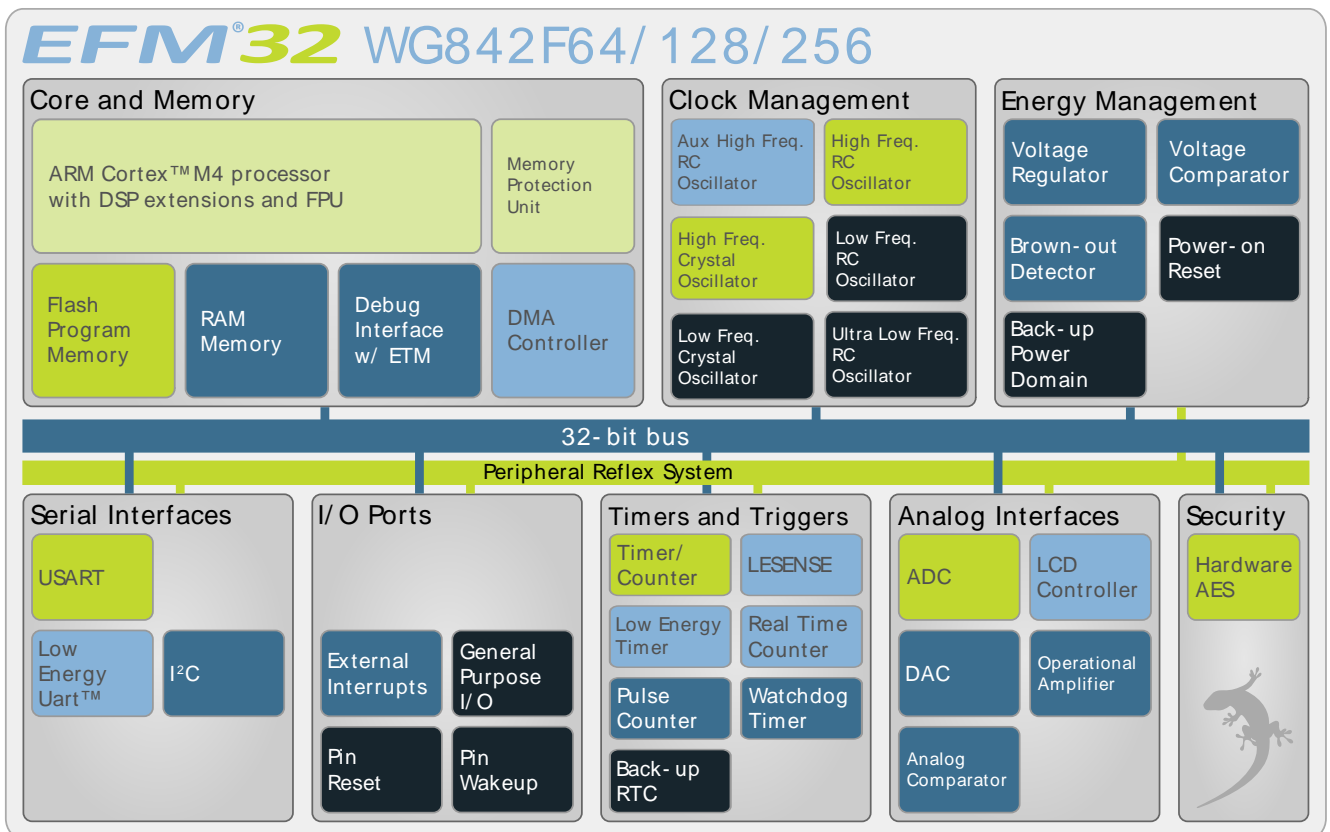 EFM®32 WG842F64/128/256
Core and Memory
ARM Cortex™ M4 processor
with DSP extensions and FPU
Memory
Protection
Unit
Flash
Program
Memory
RAM
Memory
Debug
Interface
w/ ETM
DMA
Controller
Clock Management
Aux High Freq.
RC
Oscillator
High Freq.
RC
Oscillator
High Freq.
Crystal
Oscillator
Low Freq.
RC
Oscillator
Low Freq.
Crystal
Oscillator
Ultra Low Freq.
RC
Oscillator
Energy Management
Voltage
Regulator
Voltage
Comparator
Brown-out
Detector
Power-on
Reset
Back-up
Power
Domain
32-bit bus
Peripheral Reflex System
Serial Interfaces
USART
Low
Energy
Uart™
I²C
I/O Ports
External
Interrupts
General
Purpose
I/O
Pin
Reset
Pin
Wakeup
Timers and Triggers
Timer/
Counter
LESENSE
Low Energy
Timer
Real Time
Counter
Pulse
Counter
Watchdog
Timer
Back-up
RTC
Analog Interfaces
ADC
LCD
Controller
DAC
Operational
Amplifier
Analog
Comparator
Security
Hardware
AES